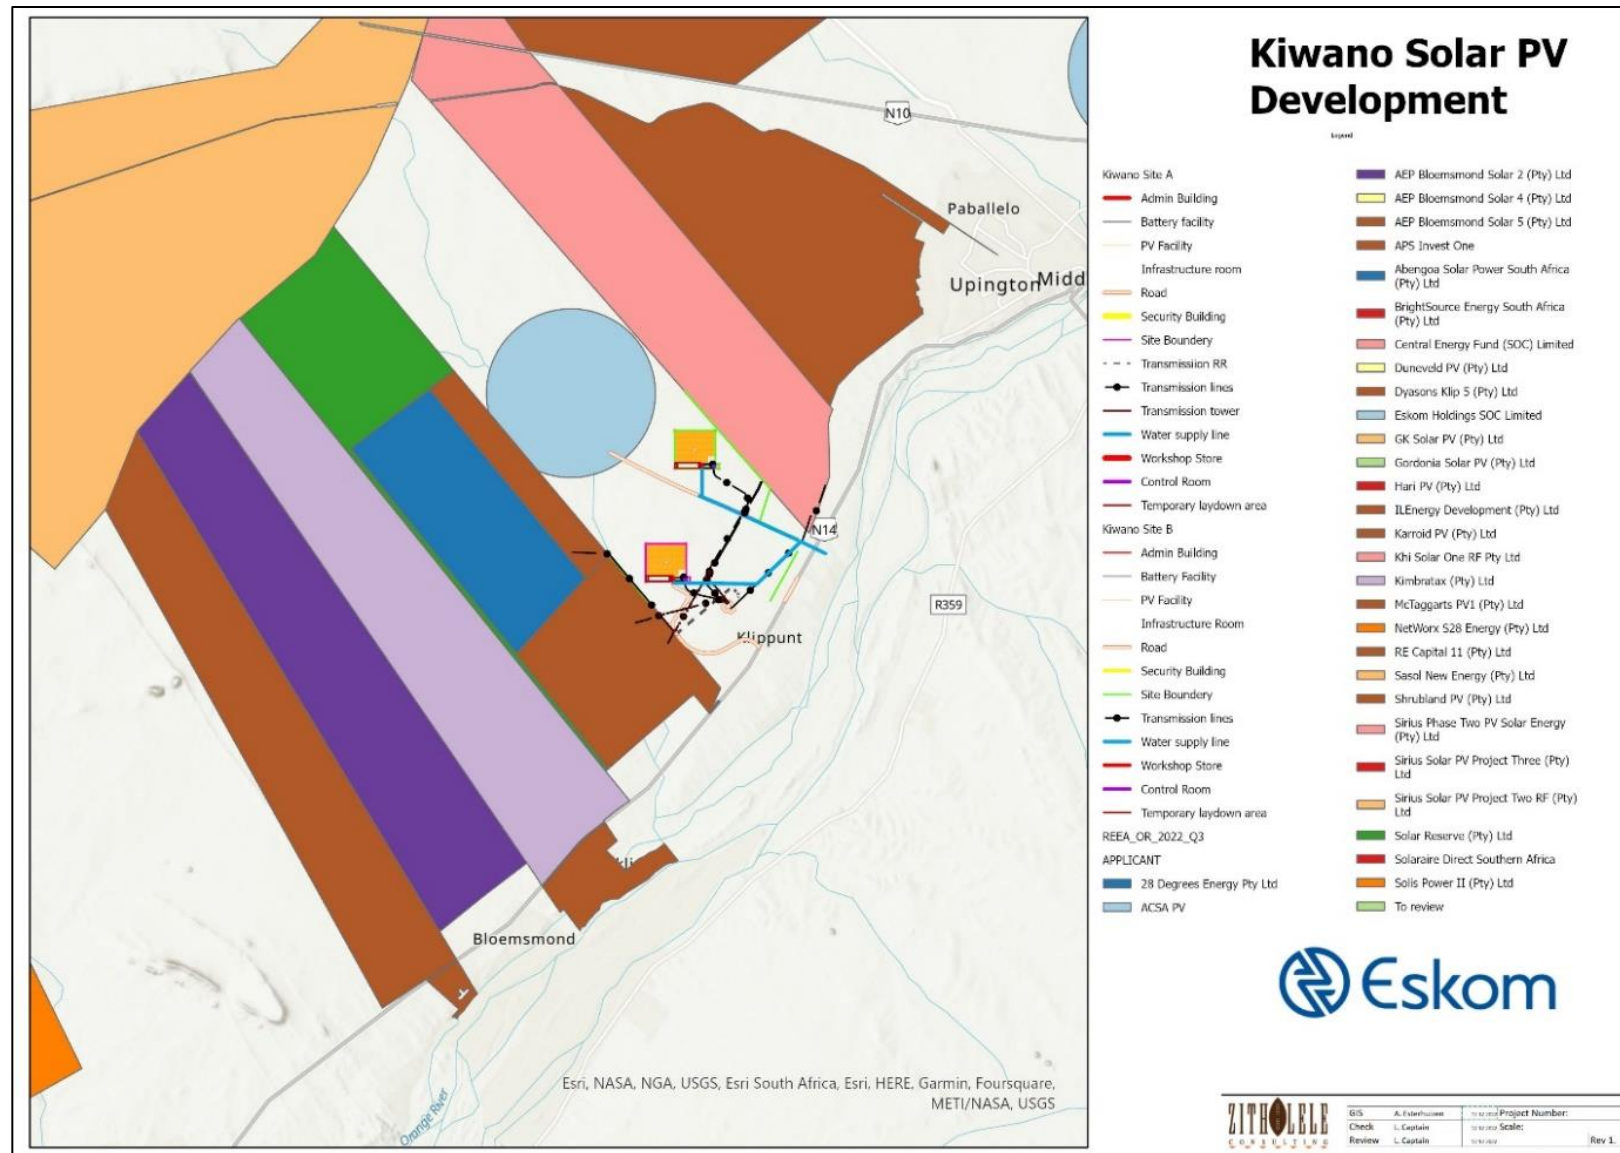 Kiwano Solar PV
Development
Legend
N10
Paballelo
Upington
Midd
N14
R359
Klippunt
Bloemsmond
Orange River
Esri, NASA, NGA, USGS, Esri South Africa, Esri, HERE, Garmin, Foursquare,
METI/NASA, USGS
Kiwano Site A
Admin Building
Battery facility
PV Facility
Infrastructure room
Road
Security Building
Site Boundary
Transmissiion RR
Transmission lines
Transmission tower
Water supply line
Workshop Store
Control Room
Temporary laydown area
Kiwano Site B
Admin Building
Battery Facility
PV Facility
Infrastructure Room
Road
Security Building
Site Boundary
Transmission lines
Water supply line
Workshop Store
Control Room
Temporary laydown area
REEA_OR_2022_Q3
APPLICANT
28 Degrees Energy Pty Ltd
ACSA PV
AEP Bloemsmond Solar 2 (Pty) Ltd
AEP Bloemsmond Solar 4 (Pty) Ltd
AEP Bloemsmond Solar 5 (Pty) Ltd
APS Invest One
Abengoa Solar Power South Africa
(Pty) Ltd
BrightSource Energy South Africa
(Pty) Ltd
Central Energy Fund (SOC) Limited
Duneveld PV (Pty) Ltd
Dyasons Klip 5 (Pty) Ltd
Eskom Holdings SOC Limited
GK Solar PV (Pty) Ltd
Gordonia Solar PV (Pty) Ltd
Hari PV (Pty) Ltd
ILEnergy Development (Pty) Ltd
Karroid PV (Pty) Ltd
Khi Solar One RF Pty Ltd
Kimbratax (Pty) Ltd
McTaggarts PV1 (Pty) Ltd
NetWorx S28 Energy (Pty) Ltd
RE Capital 11 (Pty) Ltd
Sasol New Energy (Pty) Ltd
Shrubland PV (Pty) Ltd
Sirius Phase Two PV Solar Energy
(Pty) Ltd
Sirius Solar PV Project Three (Pty)
Ltd
Sirius Solar PV Project Two RF (Pty)
Ltd
Solar Reserve (Pty) Ltd
Solaraire Direct Southern Africa
Solis Power II (Pty) Ltd
To review
Eskom
ZITHOLELE
CONSULTING
GIS A. Esterhuizen Project Number:
Check L. Captain Scale:
Review L. Captain Rev 1.